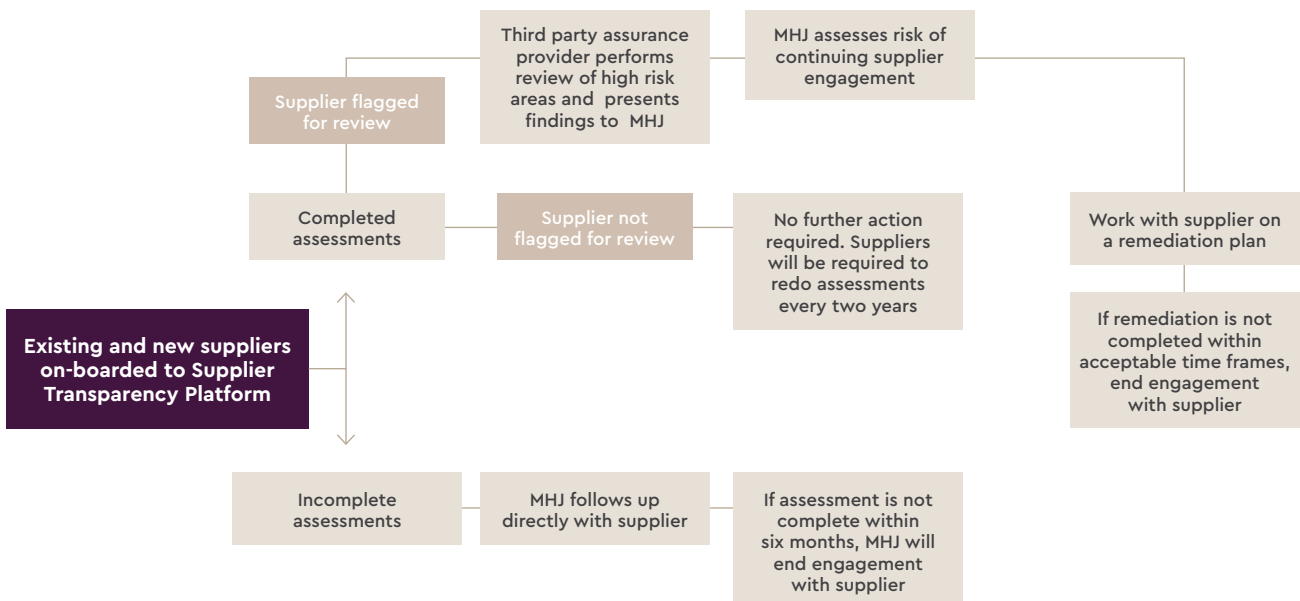 Third party assurance
provider performs
review of high risk
areas and presents
findings to MHJ
MHJ assesses risk of
continuing supplier
engagement
Supplier flagged
for review
Completed
assessments
Supplier not
flagged for review
No further action
required. Suppliers
will be required to
redo assessments
every two years
Work with supplier on
a remediation plan
If remediation is not
completed within
acceptable time frames,
end engagement
with supplier
Existing and new suppliers
on-boarded to Supplier
Transparency Platform
Incomplete
assessments
MHJ follows up
directly with supplier
If assessment is not
complete within
six months, MHJ will
end engagement
with supplier